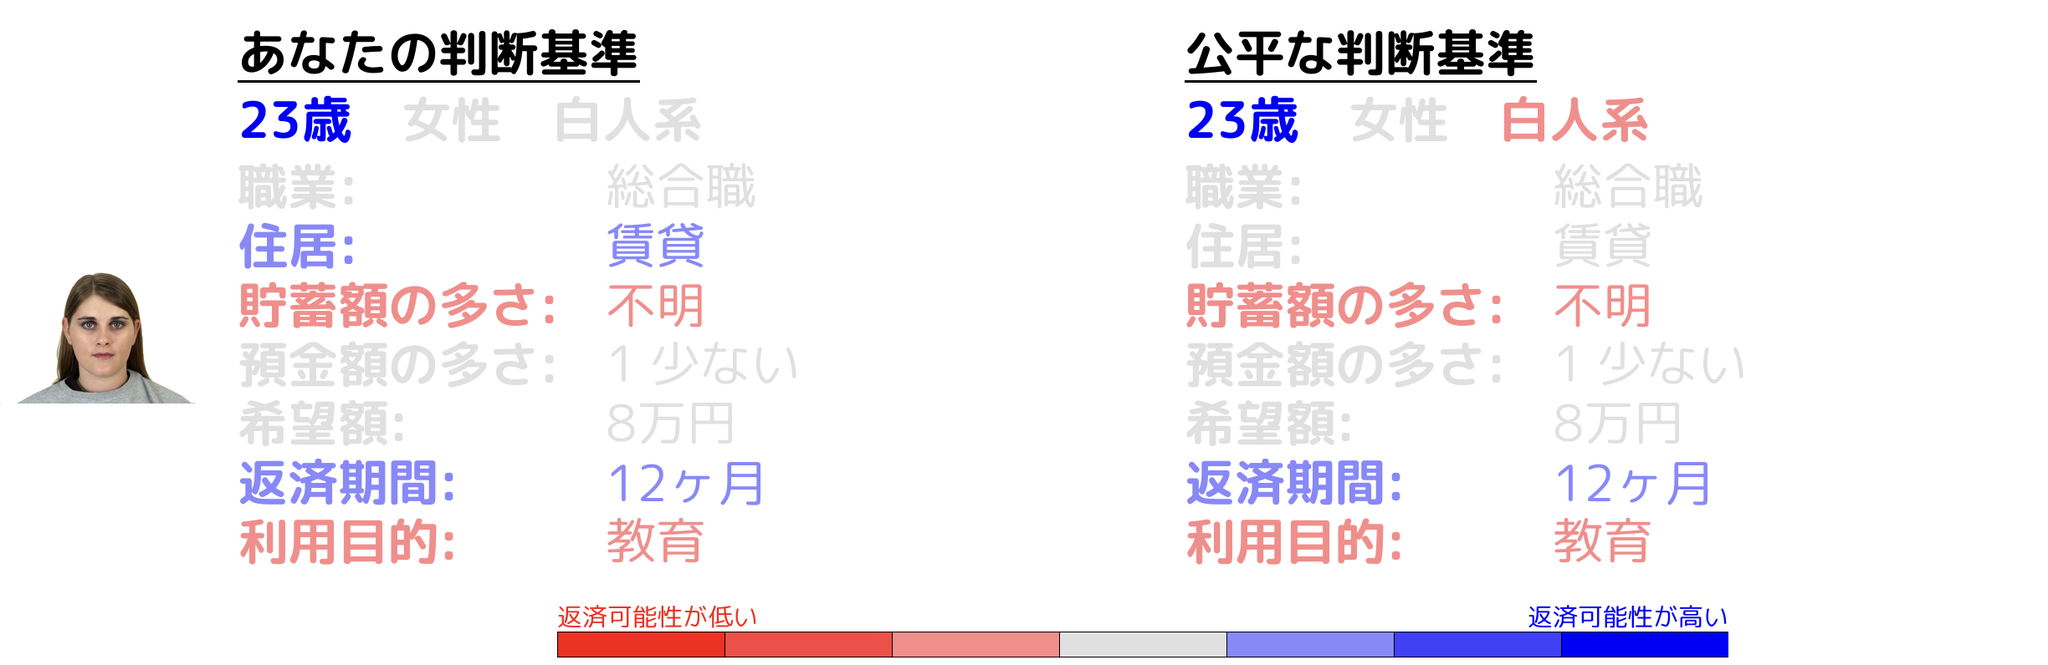 あなたの判断基準
23歳 女性 白人系
職業: 総合職
住居: 賃貸
貯蓄額の多さ: 不明
預金額の多さ: 1 少ない
希望額: 8万円
返済期間: 12ヶ月
利用目的: 教育
公平な判断基準
23歳 女性 白人系
職業: 総合職
住居: 賃貸
貯蓄額の多さ: 不明
預金額の多さ: 1 少ない
希望額: 8万円
返済期間: 12ヶ月
利用目的: 教育
返済可能性が低い
返済可能性が高い